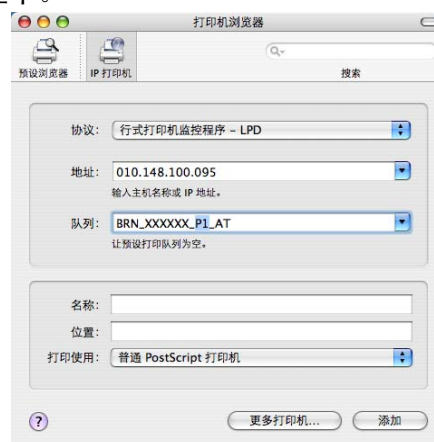 打印机浏览器
预设浏览器
IP 打印机
搜索
协议： 行式打印机监控程序 – LPD
地址： 010.148.100.095
输入主机名称或 IP 地址。
队列： BRN_XXXXXX_P1_AT
让预设打印队列为空。
名称：
位置：
打印使用： 普通 PostScript 打印机
? 更多打印机... 添加